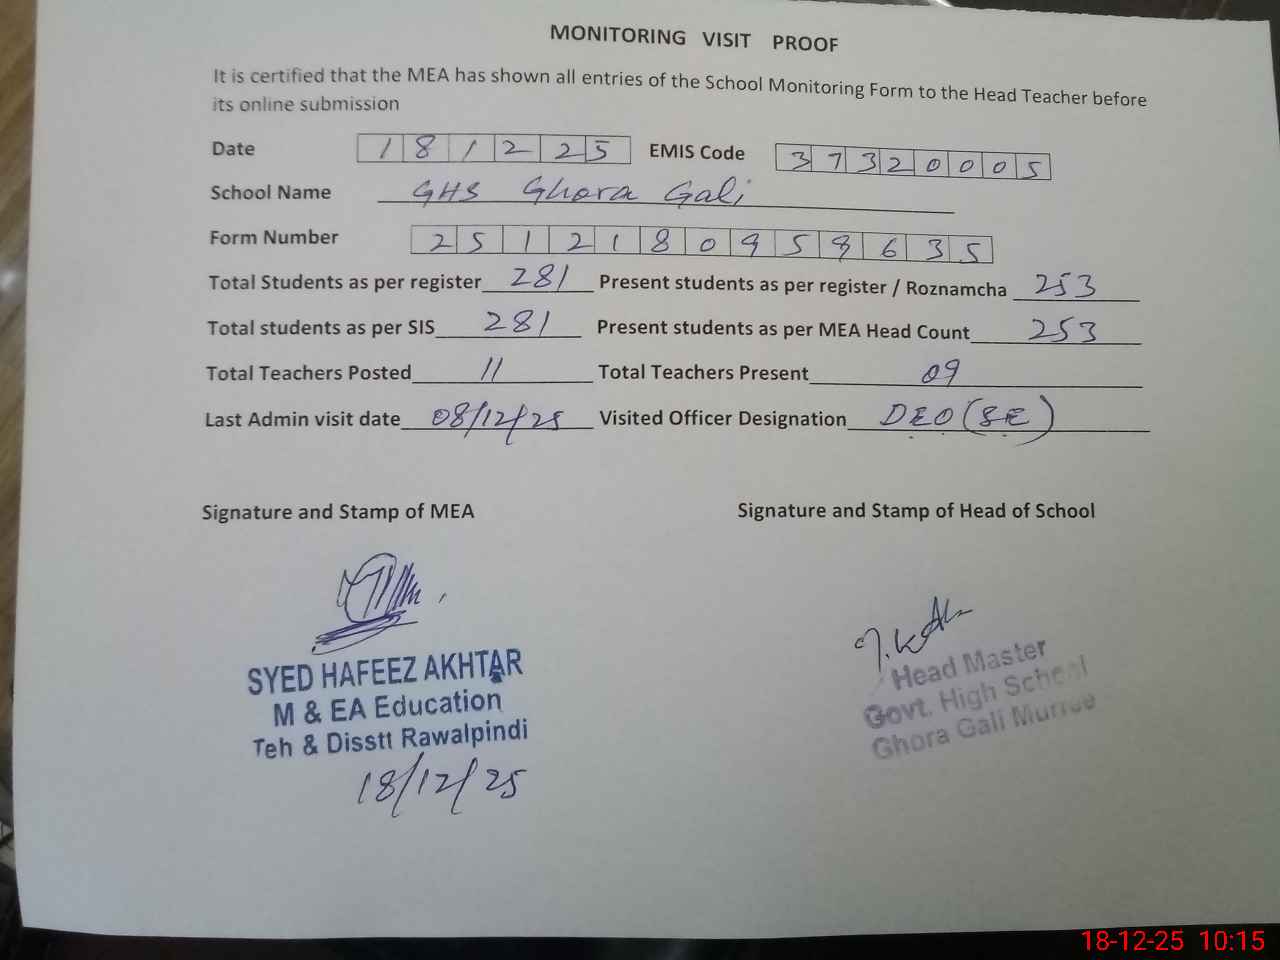 MONITORING VISIT PROOF
It is certified that the MEA has shown all entries of the School Monitoring Form to the Head Teacher before
its online submission
Date 181225 EMIS Code 37320005
School Name GHS Ghora Gali
Form Number 2512180959635
Total Students as per register 281 Present students as per register / Roznamcha 253
Total students as per SIS 281 Present students as per MEA Head Count 253
Total Teachers Posted 11 Total Teachers Present 09
Last Admin visit date 08/12/25 Visited Officer Designation DEO (SE)
Signature and Stamp of MEA Signature and Stamp of Head of School
SYED HAFEEZ AKHTAR
M & EA Education
Teh & Disstt Rawalpindi
18/12/25
Head Master
Govt. High School
Ghora Gali Murree
18-12-25 10:15